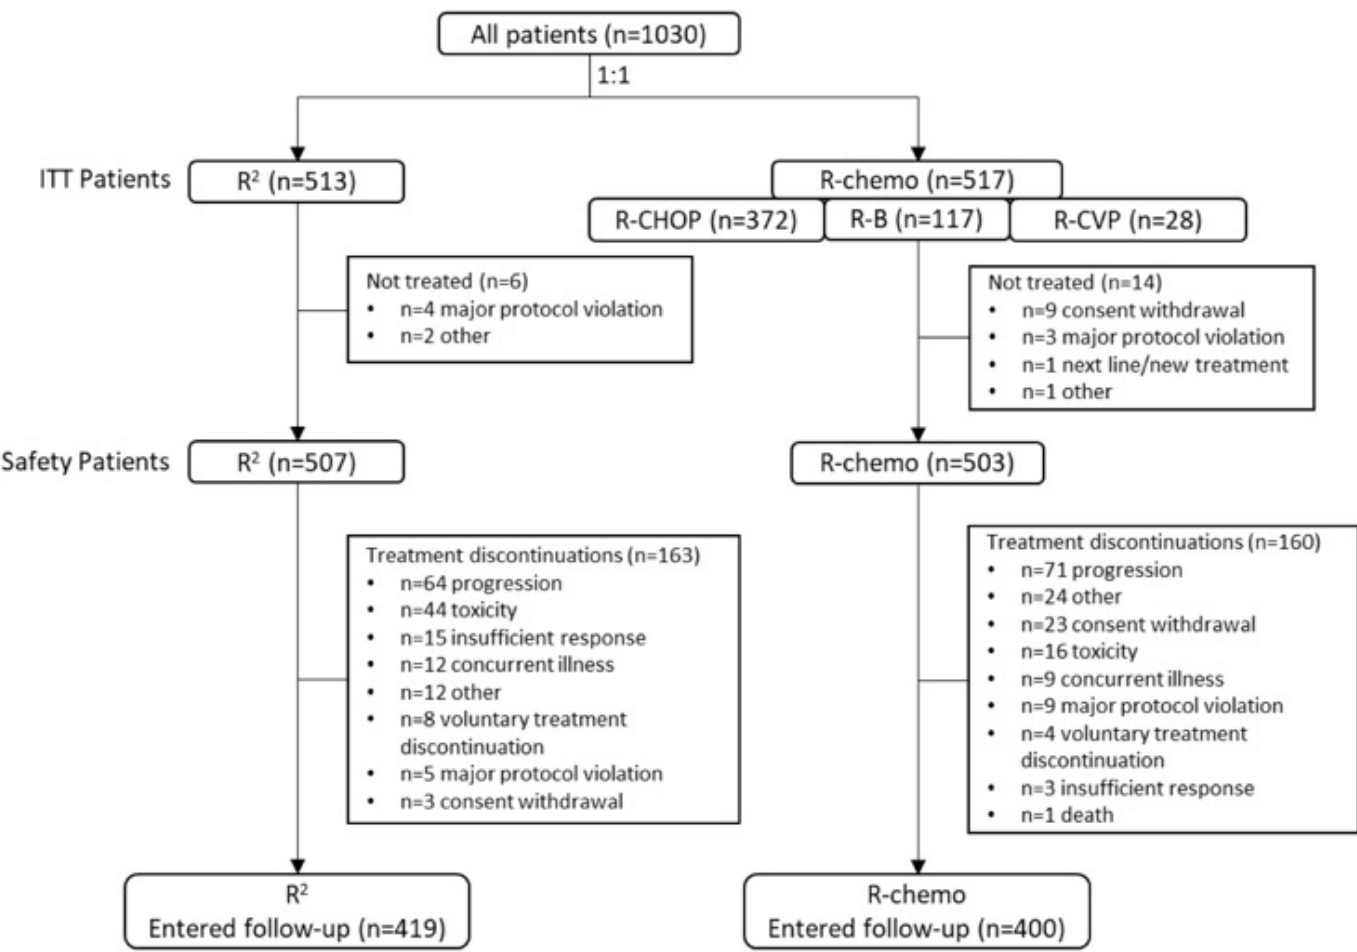 All patients (n=1030)
1:1
ITT Patients
R² (n=513)
R-chemo (n=517)
R-CHOP (n=372)
R-B (n=117)
R-CVP (n=28)
Not treated (n=6)
• n=4 major protocol violation
• n=2 other
Not treated (n=14)
• n=9 consent withdrawal
• n=3 major protocol violation
• n=1 next line/new treatment
• n=1 other
Safety Patients
R² (n=507)
R-chemo (n=503)
Treatment discontinuations (n=163)
• n=64 progression
• n=44 toxicity
• n=15 insufficient response
• n=12 concurrent illness
• n=12 other
• n=8 voluntary treatment
discontinuation
• n=5 major protocol violation
• n=3 consent withdrawal
Treatment discontinuations (n=160)
• n=71 progression
• n=24 other
• n=23 consent withdrawal
• n=16 toxicity
• n=9 concurrent illness
• n=9 major protocol violation
• n=4 voluntary treatment
discontinuation
• n=3 insufficient response
• n=1 death
R²
Entered follow-up (n=419)
R-chemo
Entered follow-up (n=400)